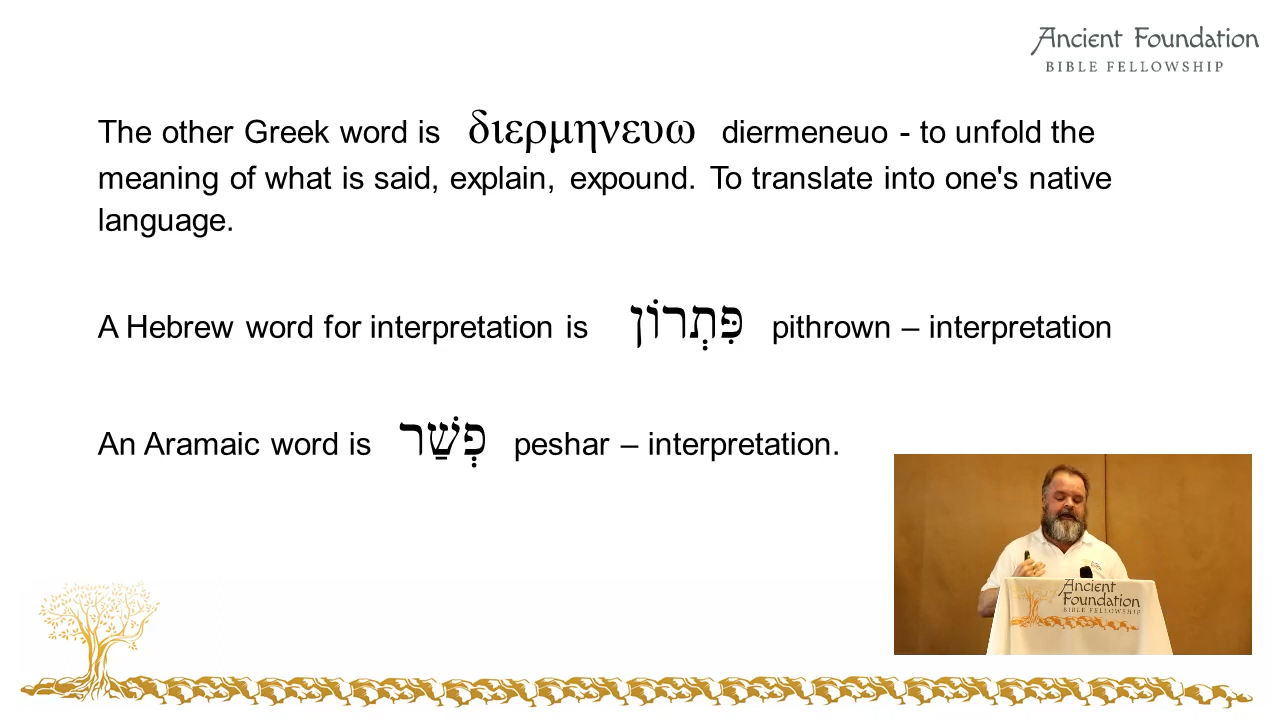 Ancient Foundation
BIBLE FELLOWSHIP
The other Greek word is διερμηνευω diermeneuo - to unfold the
meaning of what is said, explain, expound. To translate into one's native
language.
A Hebrew word for interpretation is פִּתְרוֹן pithrown – interpretation
An Aramaic word is פְּשַׁר peshar – interpretation.
Ancient
Foundation
BIBLE FELLOWSHIP